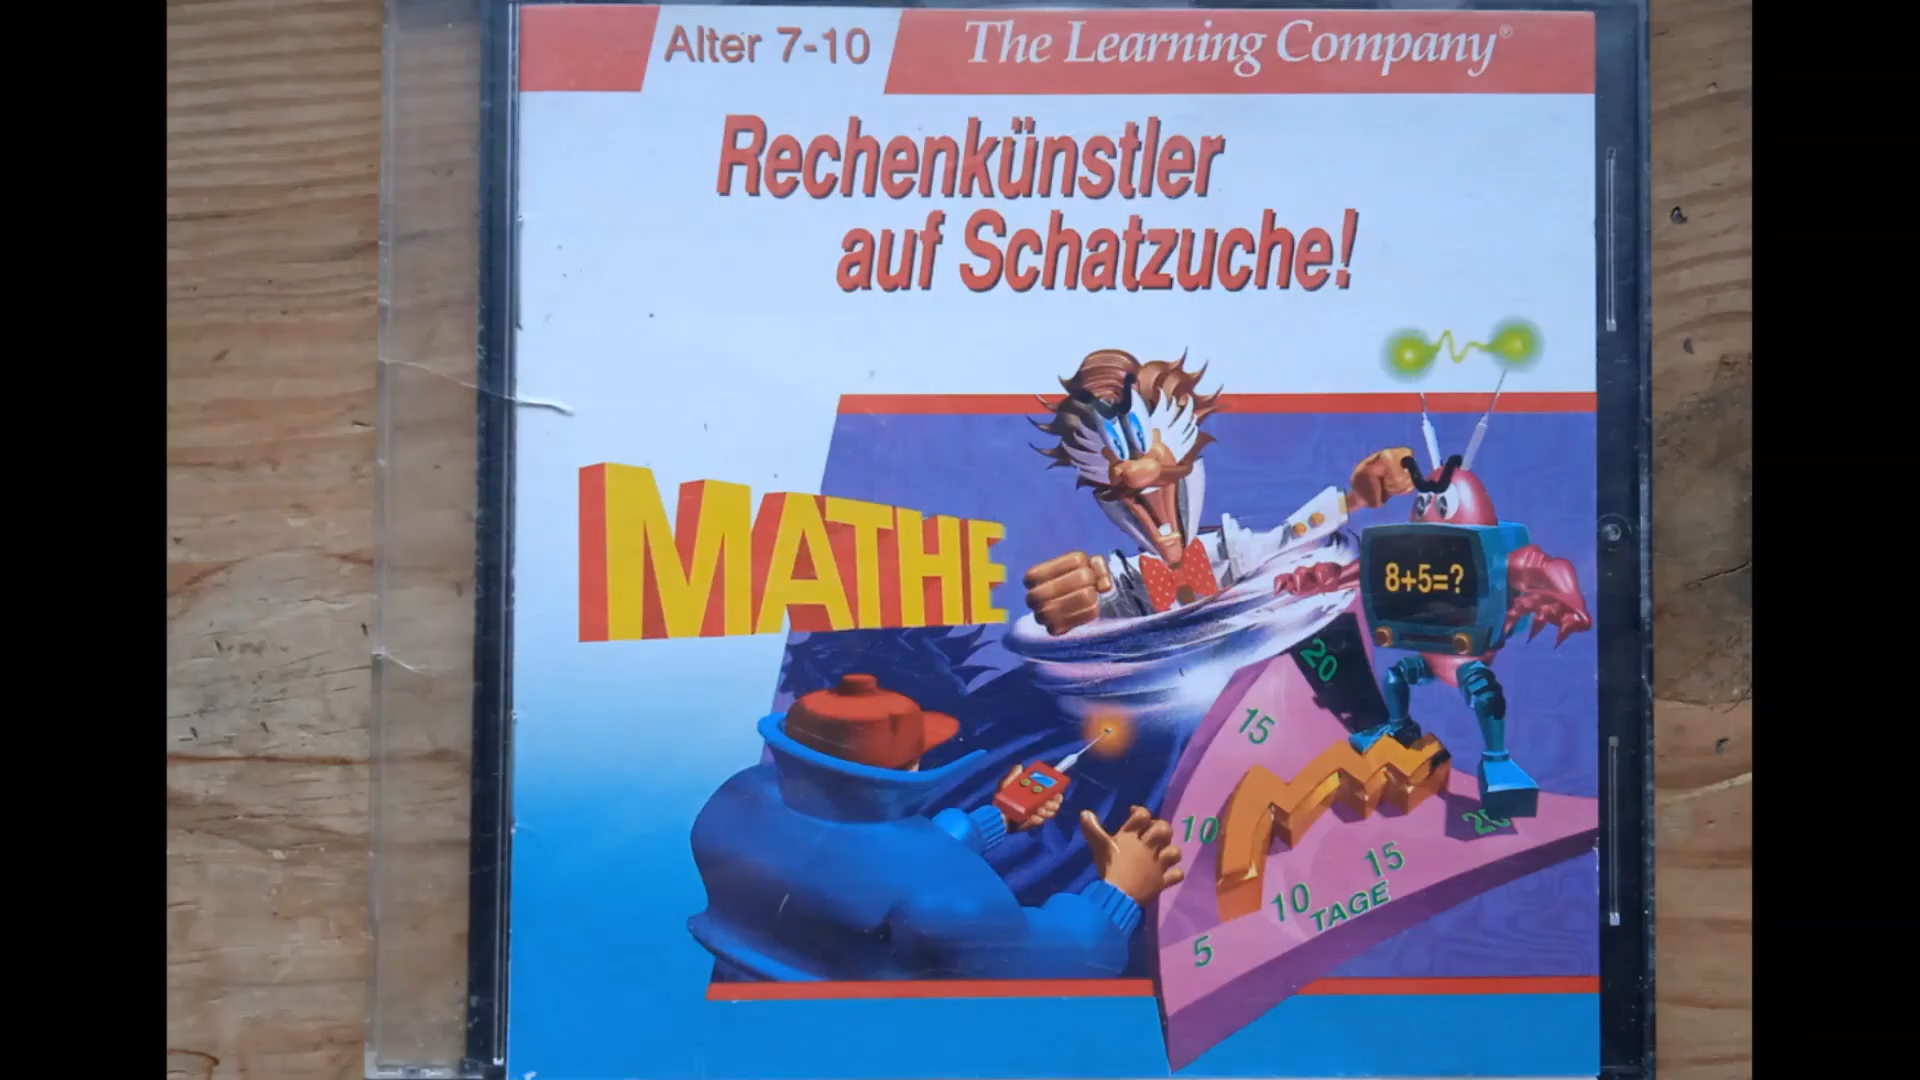 Alter 7-10
The Learning Company®
Rechenkünstler
auf Schatzuche!
MATHE
8+5=?
20
15
10
5
10
15
20
TAGE